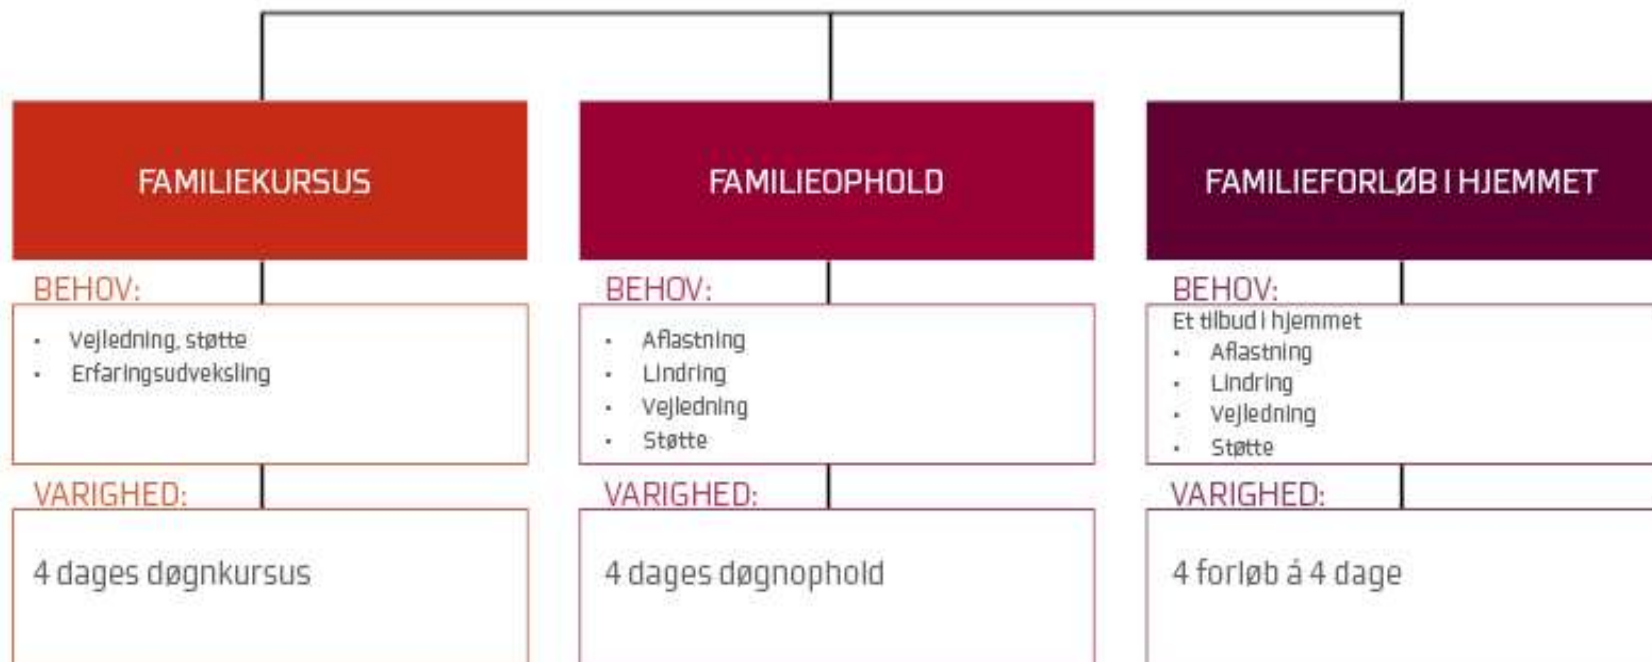 FAMILIEKURSUS
BEHOV:
• Vejledning, støtte
• Erfaringsudveksling
VARIGHED:
4 dages døgnkursus
FAMILIEOPHOLD
BEHOV:
• Aflastning
• Lindring
• Vejledning
• Støtte
VARIGHED:
4 dages døgnophold
FAMILIEFORLØB I HJEMMET
BEHOV:
Et tilbud i hjemmet
• Aflastning
• Lindring
• Vejledning
• Støtte
VARIGHED:
4 forløb á 4 dage